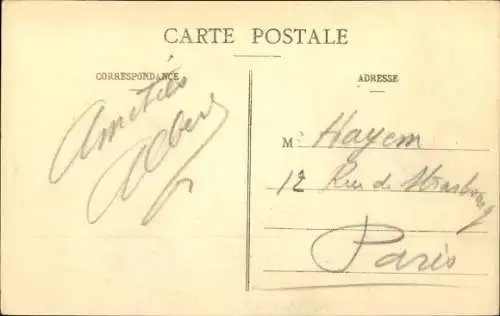 CARTE POSTALE
CORRESPONDANCE
Amitiés
Albert
ADRESSE
M Hayem
12 Rue de Strasbourg
Paris